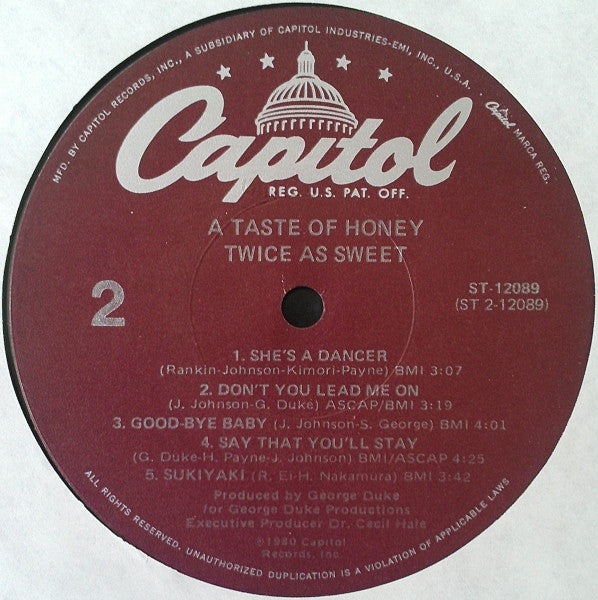 MFD. BY CAPITOL RECORDS, INC., A SUBSIDIARY OF CAPITOL INDUSTRIES-EMI, INC., U.S.A.
Capitol MARCA REG.
Capitol
REG. U.S. PAT. OFF.
A TASTE OF HONEY
TWICE AS SWEET
2
ST-12089
(ST 2-12089)
1. SHE'S A DANCER
(Rankin-Johnson-Kimori-Payne) BMI 3:07
2. DON'T YOU LEAD ME ON
(J. Johnson-G. Duke) ASCAP/BMI 3:19
3. GOOD-BYE BABY (J. Johnson-S. George) BMI 4:01
4. SAY THAT YOU'LL STAY
(G. Duke-H. Payne-J. Johnson) BMI/ASCAP 4:25
5. SUKIYAKI (R. Ei-H. Nakamura) BMI 3:42
Produced by George Duke
for George Duke Productions
Executive Producer Dr. Cecil Hale
℗1980 Capitol
Records, Inc.
ALL RIGHTS RESERVED. UNAUTHORIZED DUPLICATION IS A VIOLATION OF APPLICABLE LAWS